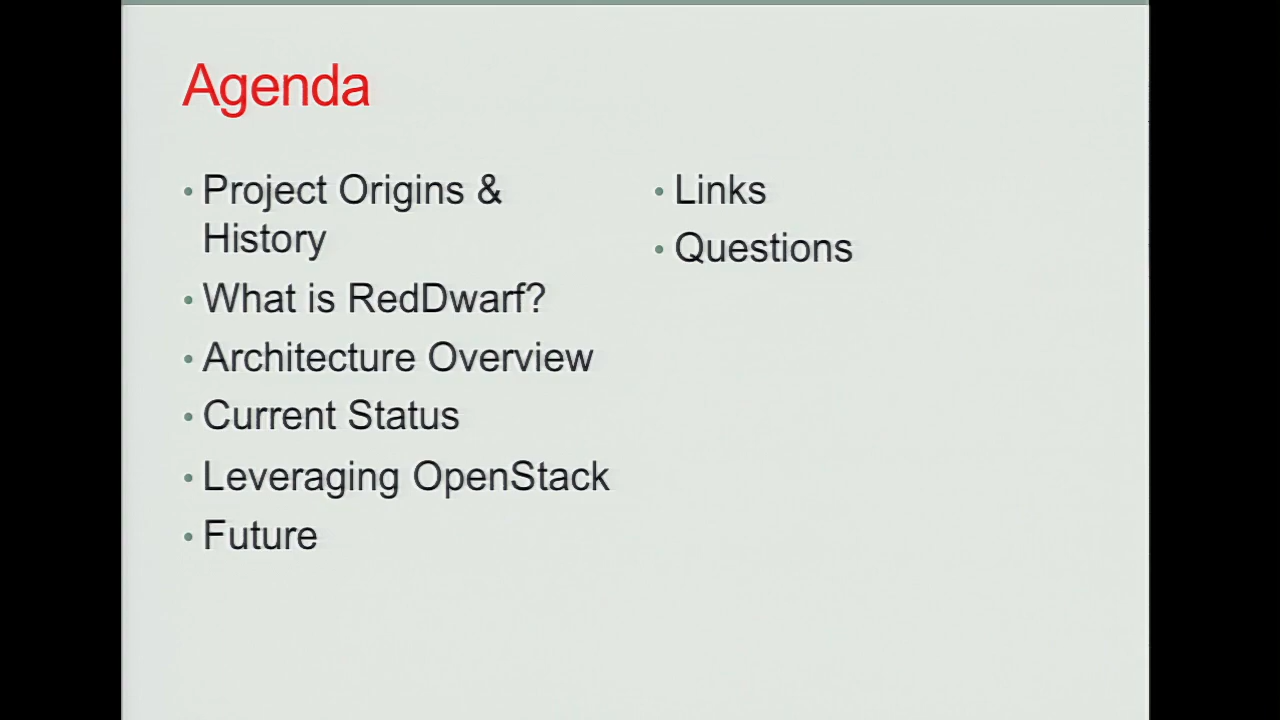 Agenda
• Project Origins &
History
• What is RedDwarf?
• Architecture Overview
• Current Status
• Leveraging OpenStack
• Future
• Links
• Questions